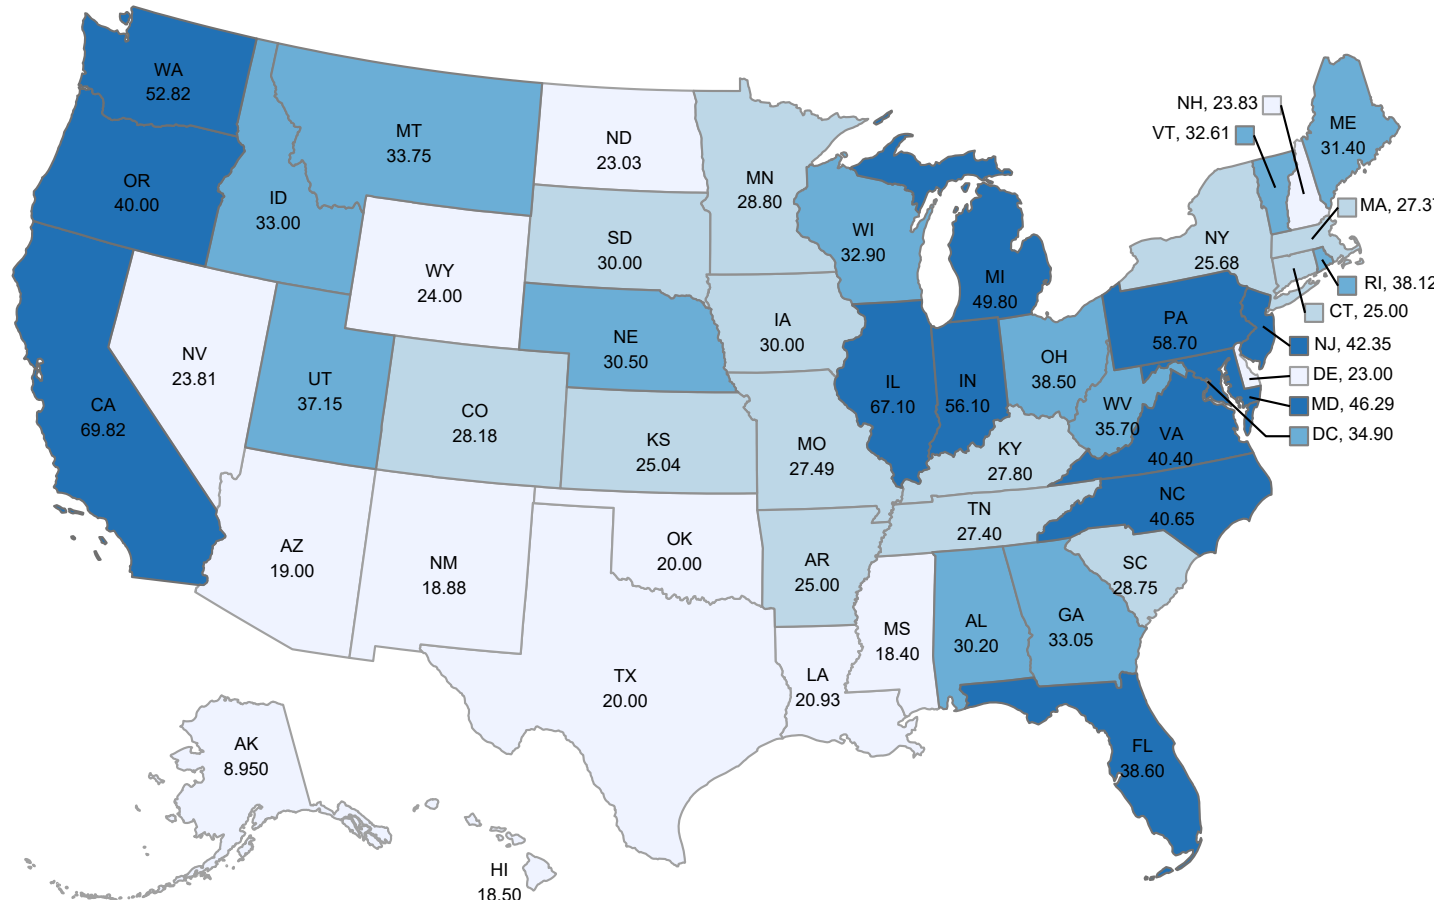 WA
52.82
OR
40.00
CA
69.82
ID
33.00
NV
23.81
MT
33.75
WY
24.00
UT
37.15
AZ
19.00
CO
28.18
NM
18.88
ND
23.03
SD
30.00
NE
30.50
KS
25.04
OK
20.00
TX
20.00
MN
28.80
IA
30.00
MO
27.49
AR
25.00
LA
20.93
WI
32.90
IL
67.10
MS
18.40
MI
49.80
IN
56.10
OH
38.50
KY
27.80
TN
27.40
AL
30.20
GA
33.05
FL
38.60
SC
28.75
NC
40.65
VA
40.40
WV
35.70
PA
58.70
NY
25.68
ME
31.40
NH, 23.83
VT, 32.61
MA, 27.37
RI, 38.12
CT, 25.00
NJ, 42.35
DE, 23.00
MD, 46.29
DC, 34.90
AK
8.950
HI
18.50